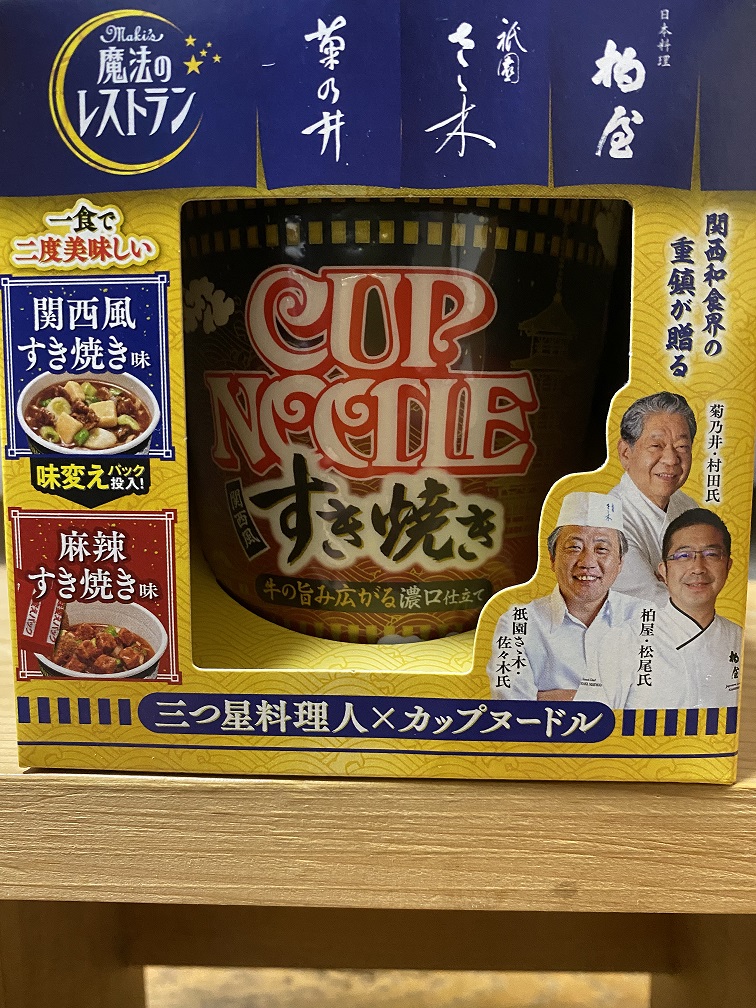 Maki's
魔法の
レストラン
菊乃井
祇園
さゝ木
日本料理
柏屋
一食で
二度美味しい
関西風
すき焼き味
味変えパック
投入!
麻辣
すき焼き味
CUP
NOODLE
関西風
すき焼き
牛の旨み広がる濃口仕立て
関西和食界の
重鎮が贈る
菊乃井・村田氏
祇園さゝ木・
佐々木氏
柏屋・松尾氏
柏屋
三つ星料理人×カップヌードル